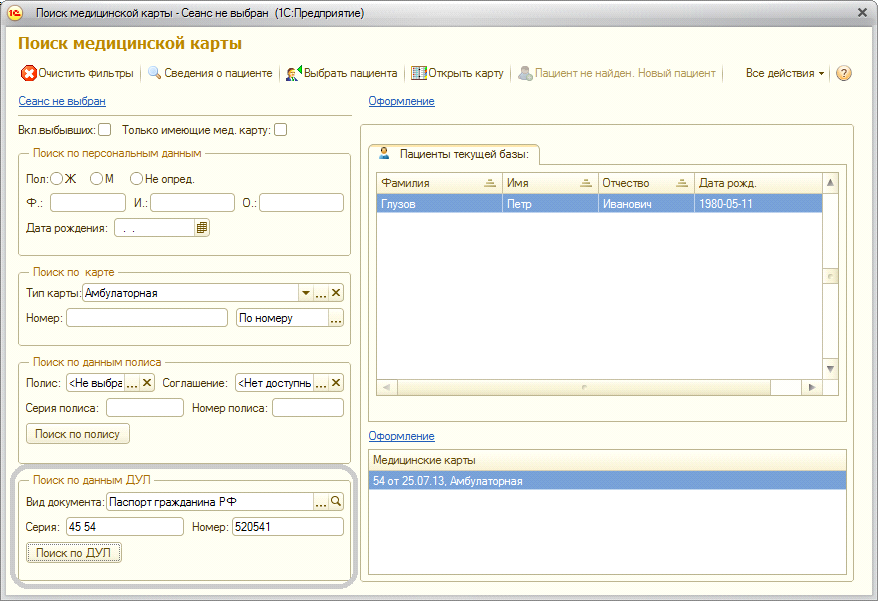 Поиск медицинской карты - Сеанс не выбран (1С:Предприятие)
Поиск медицинской карты
Очистить фильтры Сведения о пациенте Выбрать пациента Открыть карту Пациент не найден. Новый пациент Все действия
Сеанс не выбран
Вкл.выбывших: Только имеющие мед. карту:
Поиск по персональным данным
Пол: Ж М Не опред.
Ф.: И.: О.:
Дата рождения: . .
Поиск по карте
Тип карты: Амбулаторная
Номер: По номеру
Поиск по данным полиса
Полис: <Не выбра Соглашение: <Нет доступнь
Серия полиса: Номер полиса:
Поиск по полису
Поиск по данным ДУЛ
Вид документа: Паспорт гражданина РФ
Серия: 45 54 Номер: 520541
Поиск по ДУЛ
Оформление
Пациенты текущей базы:
Фамилия Имя Отчество Дата рожд.
Глузов Петр Иванович 1980-05-11
Оформление
Медицинские карты
54 от 25.07.13, Амбулаторная